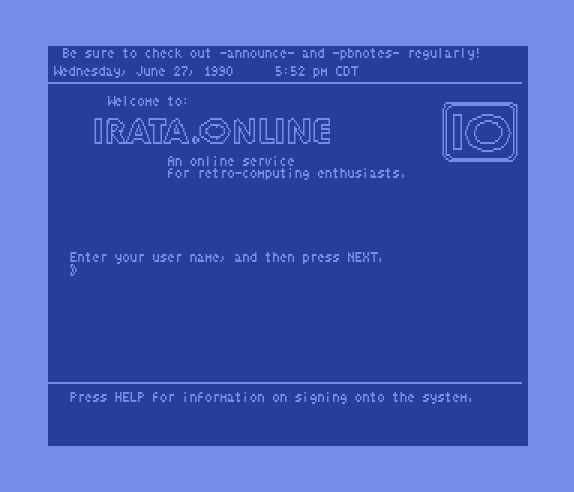 Be sure to check out -announce- and -pbnotes- regularly!
Wednesday, June 27, 1990 5:52 pm CDT
Welcome to:
IRATA.ONLINE
IO
An online service
for retro-computing enthusiasts.
Enter your user name, and then press NEXT.
>
Press HELP for information on signing onto the system.